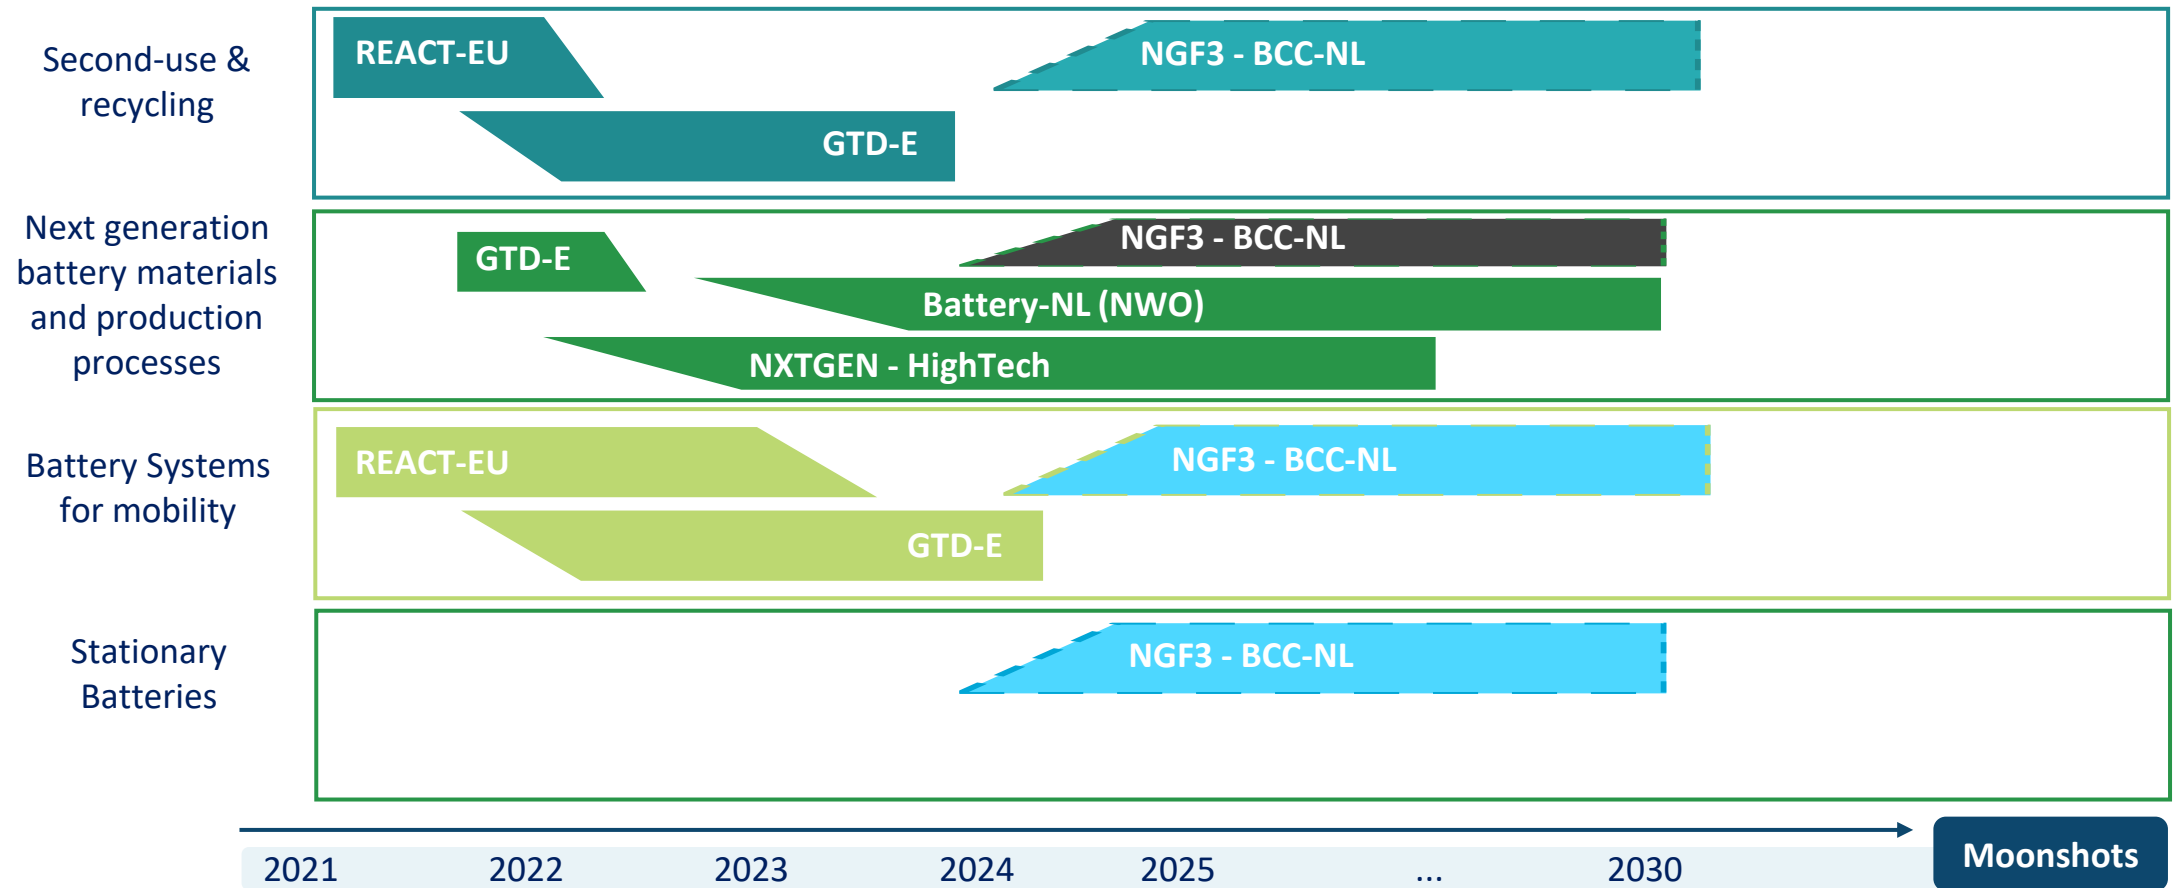 Second-use &
recycling
REACT-EU
NGF3 - BCC-NL
GTD-E
Next generation
battery materials
and production
processes
GTD-E
NGF3 - BCC-NL
Battery-NL (NWO)
NXTGEN - HighTech
Battery Systems
for mobility
REACT-EU
NGF3 - BCC-NL
GTD-E
Stationary
Batteries
NGF3 - BCC-NL
2021 2022 2023 2024 2025 ... 2030
Moonshots